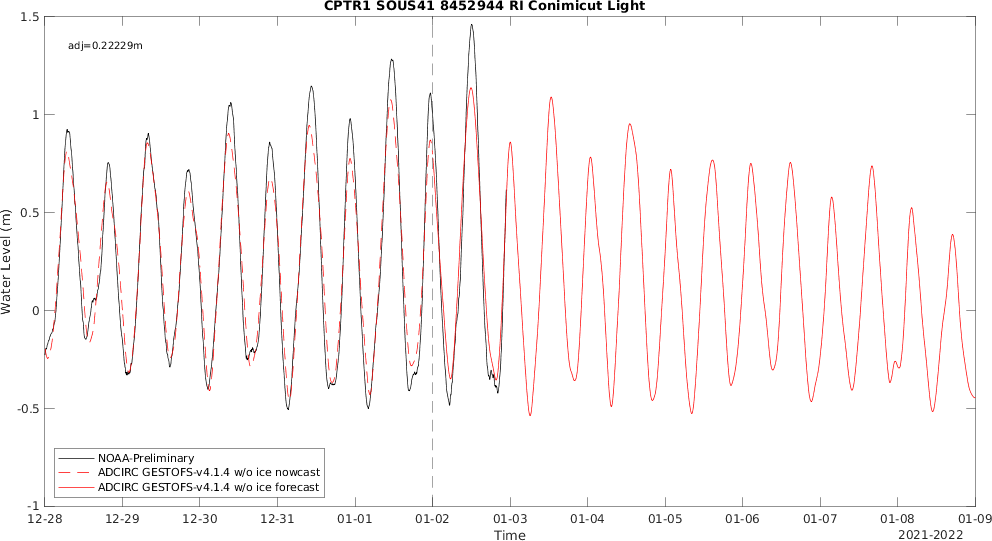 CPTR1 SOUS41 8452944 RI Conimicut Light
adj=0.22229m
1.5
1
0.5
0
-0.5
-1
Water Level (m)
NOAA-Preliminary
ADCIRC GESTOFS-v4.1.4 w/o ice nowcast
ADCIRC GESTOFS-v4.1.4 w/o ice forecast
12-28 12-29 12-30 12-31 01-01 01-02 01-03 01-04 01-05 01-06 01-07 01-08 01-09
Time
2021-2022